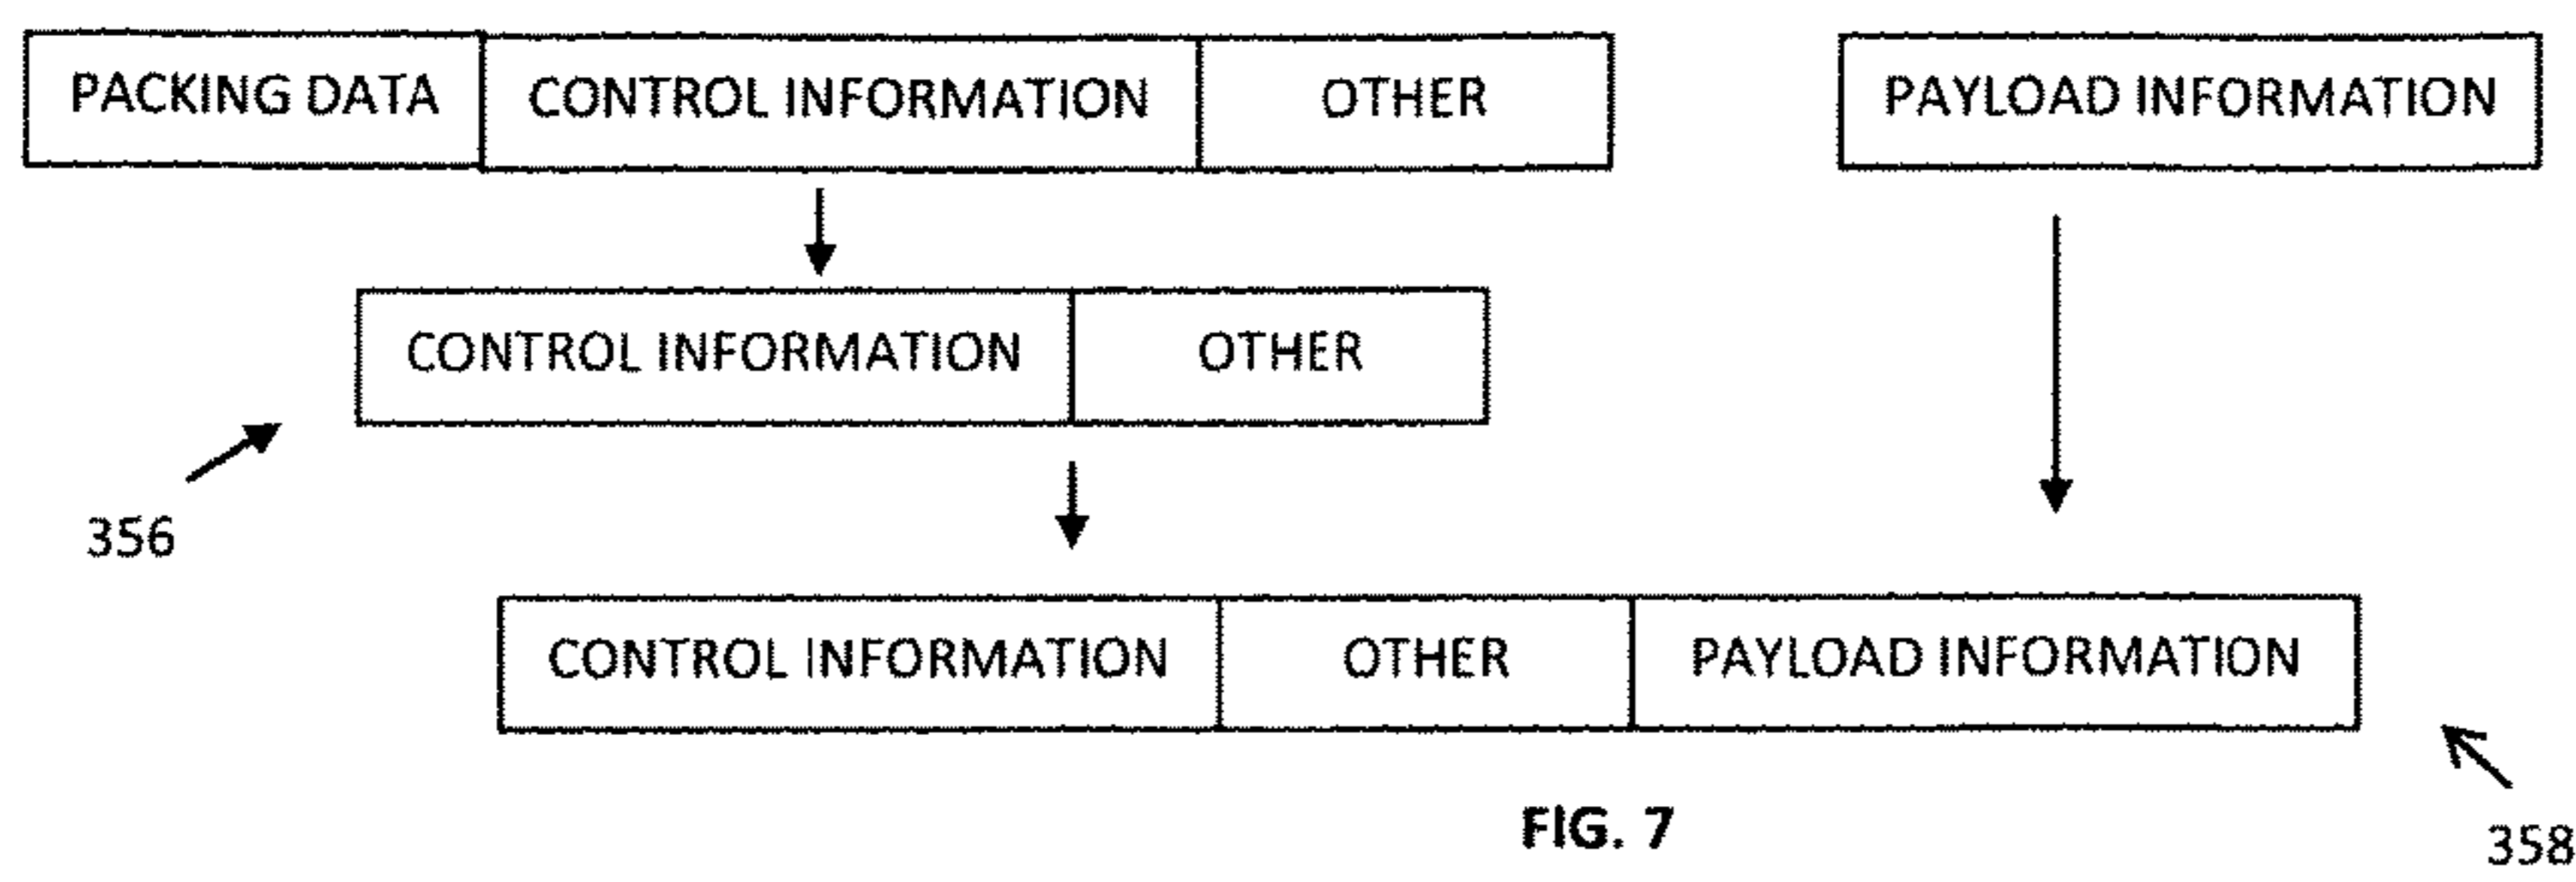 PACKING DATA CONTROL INFORMATION OTHER PAYLOAD INFORMATION
CONTROL INFORMATION OTHER
356
CONTROL INFORMATION OTHER PAYLOAD INFORMATION
FIG. 7
358